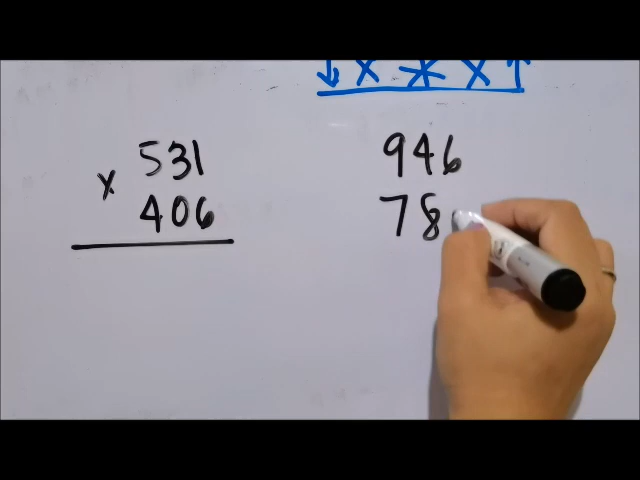 ↓ X * X ↑
531 946
x
406 78